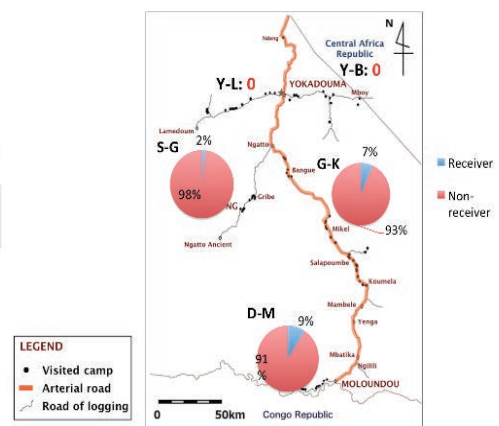 N
Ndeng
Central Africa
Republic
Y-L: 0
Y-B: 0
YOKADOUMA
Mboy
Lamedoum
S-G
2%
98%
Ngatto
Bangue
G-K
7%
93%
Receiver
Non-
receiver
NG
Gribe
Ngatto Ancient
Mikel
Salapoumbe
Koumela
Mambele
Yenga
D-M
9%
91
%
Mbatika
Ngilili
MOLOUNDOU
LEGEND
Visited camp
Arterial road
Road of logging
0
50km
Congo Republic